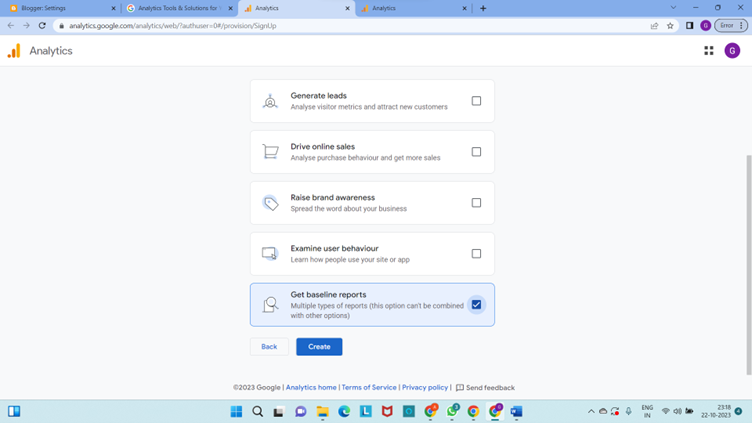 Blogger: Settings
Analytics Tools & Solutions for
Analytics
Analytics
analytics.google.com/analytics/web/?authuser=0#/provision/SignUp
G
Error
Analytics
G
Generate leads
Analyse visitor metrics and attract new customers
Drive online sales
Analyse purchase behaviour and get more sales
Raise brand awareness
Spread the word about your business
Examine user behaviour
Learn how people use your site or app
Get baseline reports
Multiple types of reports (this option can't be combined
with other options)
Back
Create
©2023 Google | Analytics home | Terms of Service | Privacy policy | Send feedback
ENG
IN
23:18
22-10-2023